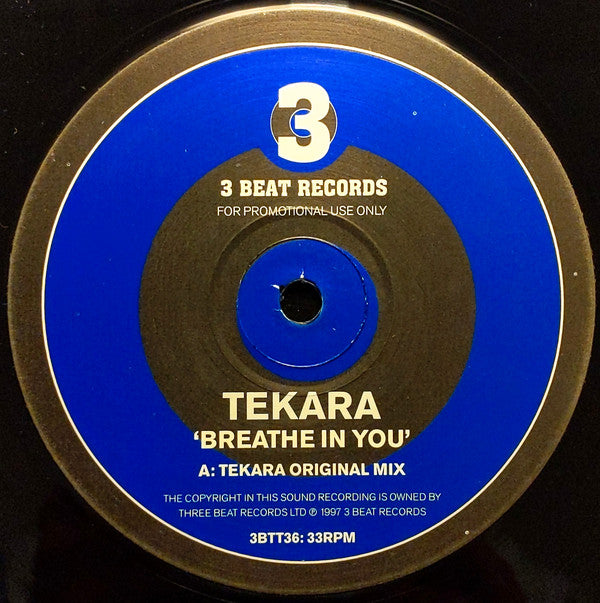 3
3 BEAT RECORDS
FOR PROMOTIONAL USE ONLY
TEKARA
‘BREATHE IN YOU’
A: TEKARA ORIGINAL MIX
THE COPYRIGHT IN THIS SOUND RECORDING IS OWNED BY
THREE BEAT RECORDS LTD ℗ 1997 3 BEAT RECORDS
3BTT36: 33RPM